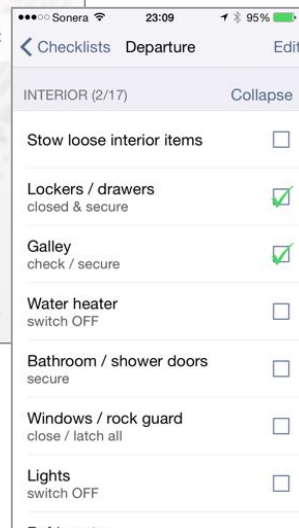 Sonera 23:09 95%
Checklists Departure Edit
INTERIOR (2/17) Collapse
Stow loose interior items
Lockers / drawers
closed & secure
Galley
check / secure
Water heater
switch OFF
Bathroom / shower doors
secure
Windows / rock guard
close / latch all
Lights
switch OFF